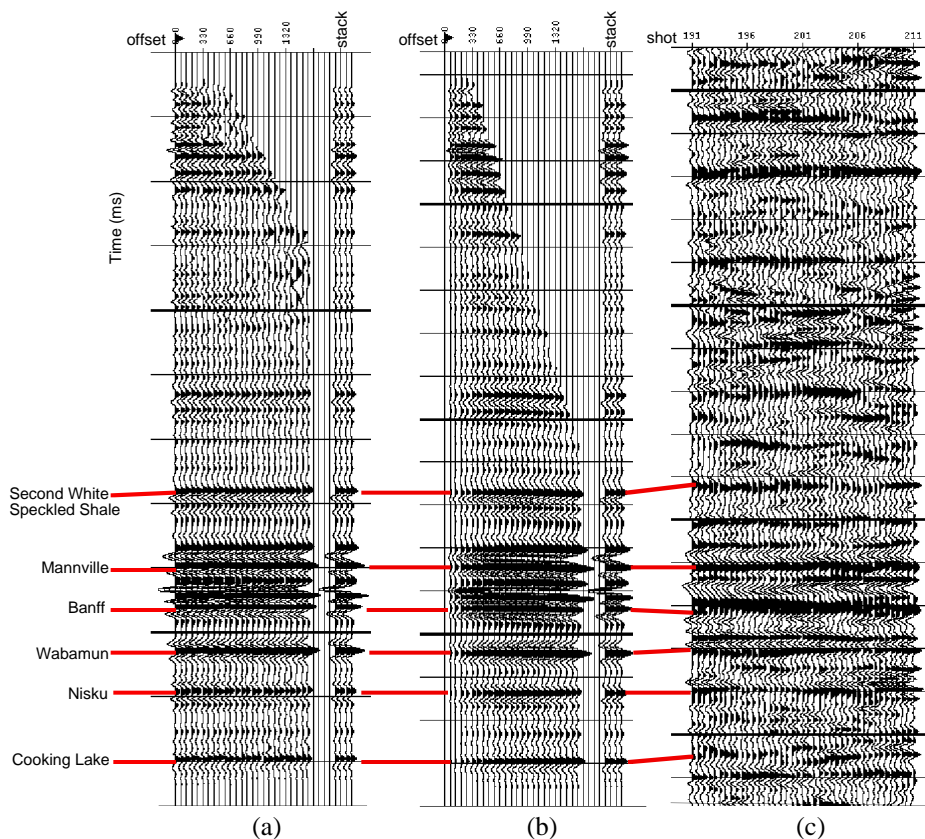 offset 0 330 660 990 1320 stack
offset 330 660 990 1320 stack
shot 191 196 201 206 211
Time (ms)
Second White
Speckled Shale
Mannville
Banff
Wabamun
Nisku
Cooking Lake
(a) (b) (c)